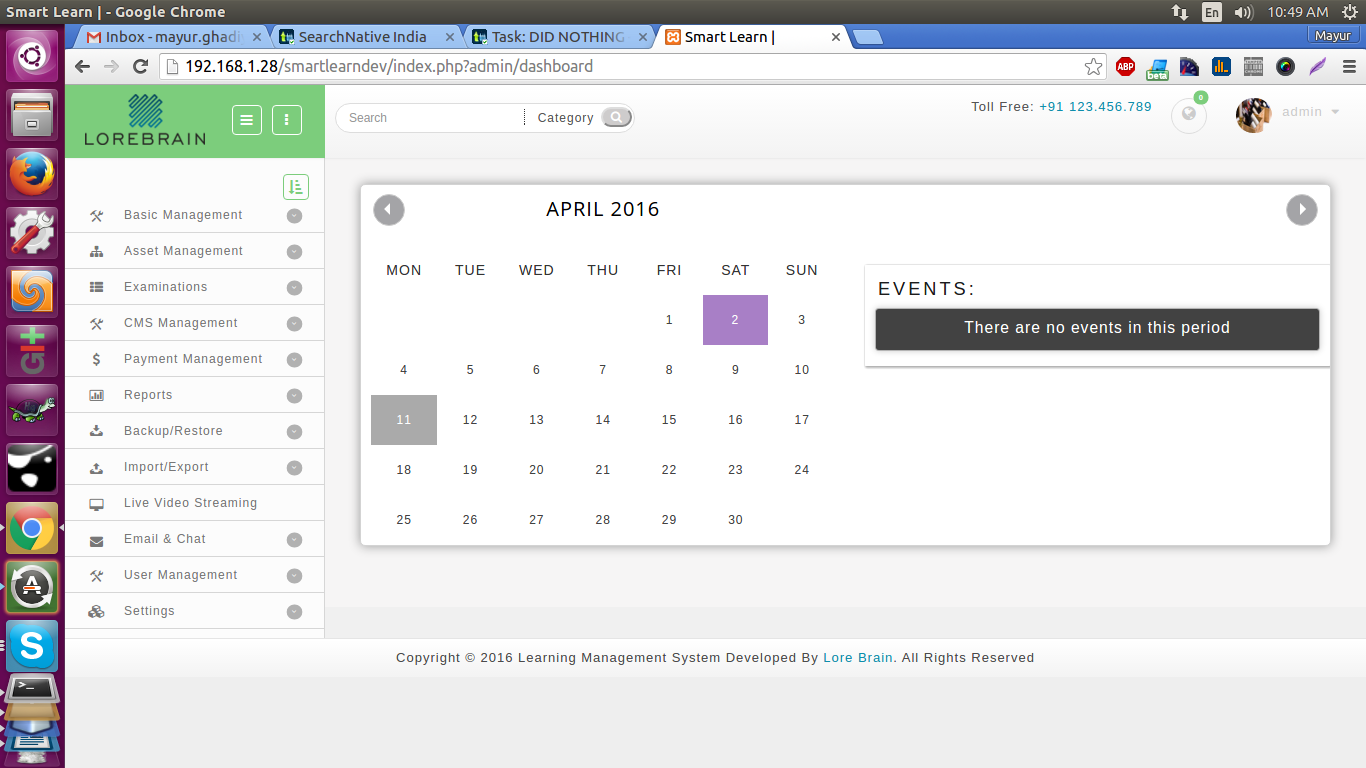 Smart Learn | - Google Chrome
En
10:49 AM
Inbox - mayur.ghadiy
SearchNative India
Task: DID NOTHING
Smart Learn |
Mayur
192.168.1.28/smartlearndev/index.php?admin/dashboard
ABP
beta
LOREBRAIN
Search
Category
Toll Free: +91 123.456.789
0
admin
Basic Management
Asset Management
Examinations
CMS Management
Payment Management
Reports
Backup/Restore
Import/Export
Live Video Streaming
Email & Chat
User Management
Settings
APRIL 2016
MON TUE WED THU FRI SAT SUN
1 2 3
4 5 6 7 8 9 10
11 12 13 14 15 16 17
18 19 20 21 22 23 24
25 26 27 28 29 30
EVENTS:
There are no events in this period
Copyright © 2016 Learning Management System Developed By Lore Brain. All Rights Reserved
GIT
A
S
>_